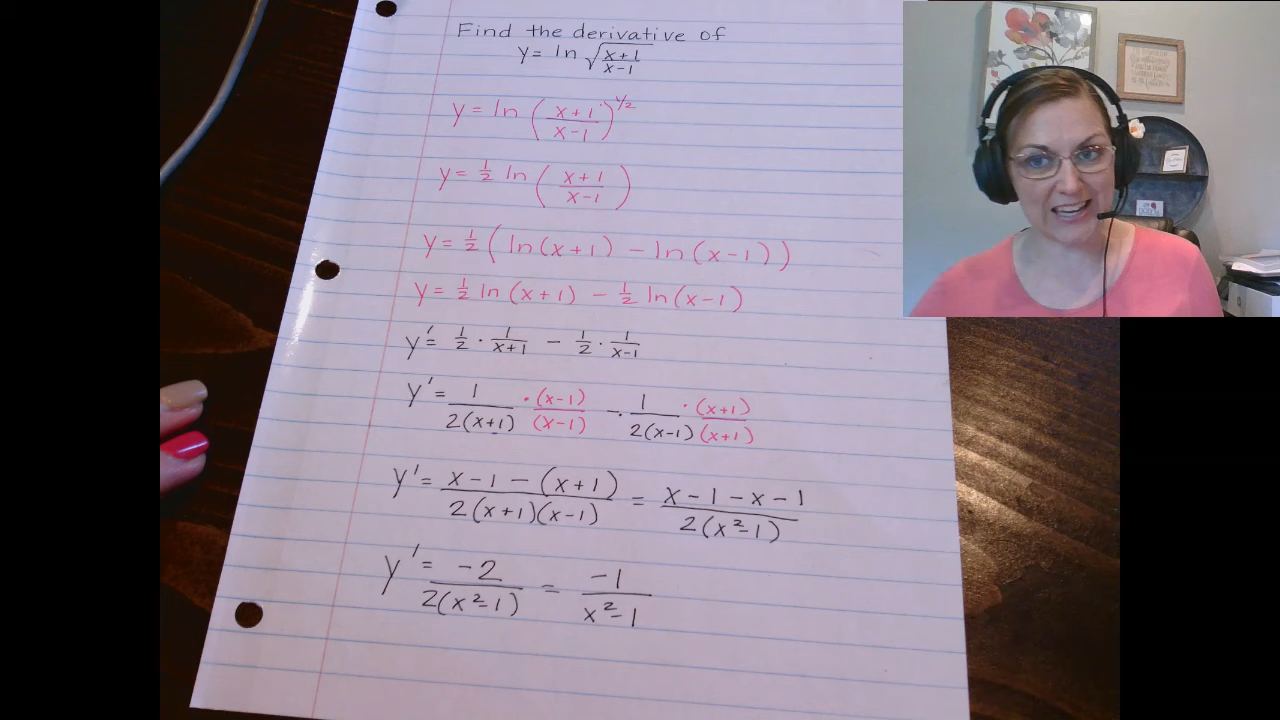 Find the derivative of
y = ln √((x+1)/(x-1))
y = ln ((x+1)/(x-1))^(1/2)
y = 1/2 ln ((x+1)/(x-1))
y = 1/2 (ln(x+1) - ln(x-1))
y = 1/2 ln(x+1) - 1/2 ln(x-1)
y' = 1/2 · 1/(x+1) - 1/2 · 1/(x-1)
y' = 1/(2(x+1)) · (x-1)/(x-1) - · 1/(2(x-1)) · (x+1)/(x+1)
y' = (x-1-(x+1))/(2(x+1)(x-1)) = (x-1-x-1)/(2(x²-1))
y' = -2/(2(x²-1)) = -1/(x²-1)